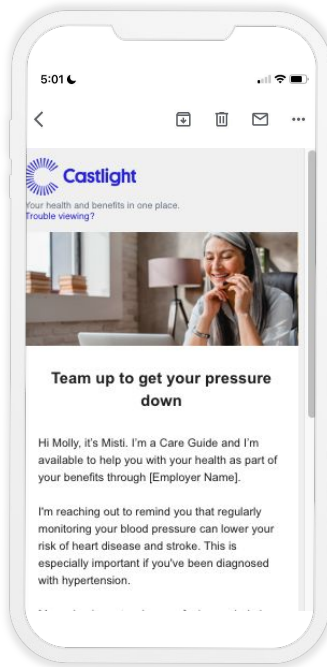 5:01
Castlight
Your health and benefits in one place.
Trouble viewing?
Team up to get your pressure
down
Hi Molly, it's Misti. I'm a Care Guide and I'm
available to help you with your health as part of
your benefits through [Employer Name].
I'm reaching out to remind you that regularly
monitoring your blood pressure can lower your
risk of heart disease and stroke. This is
especially important if you've been diagnosed
with hypertension.